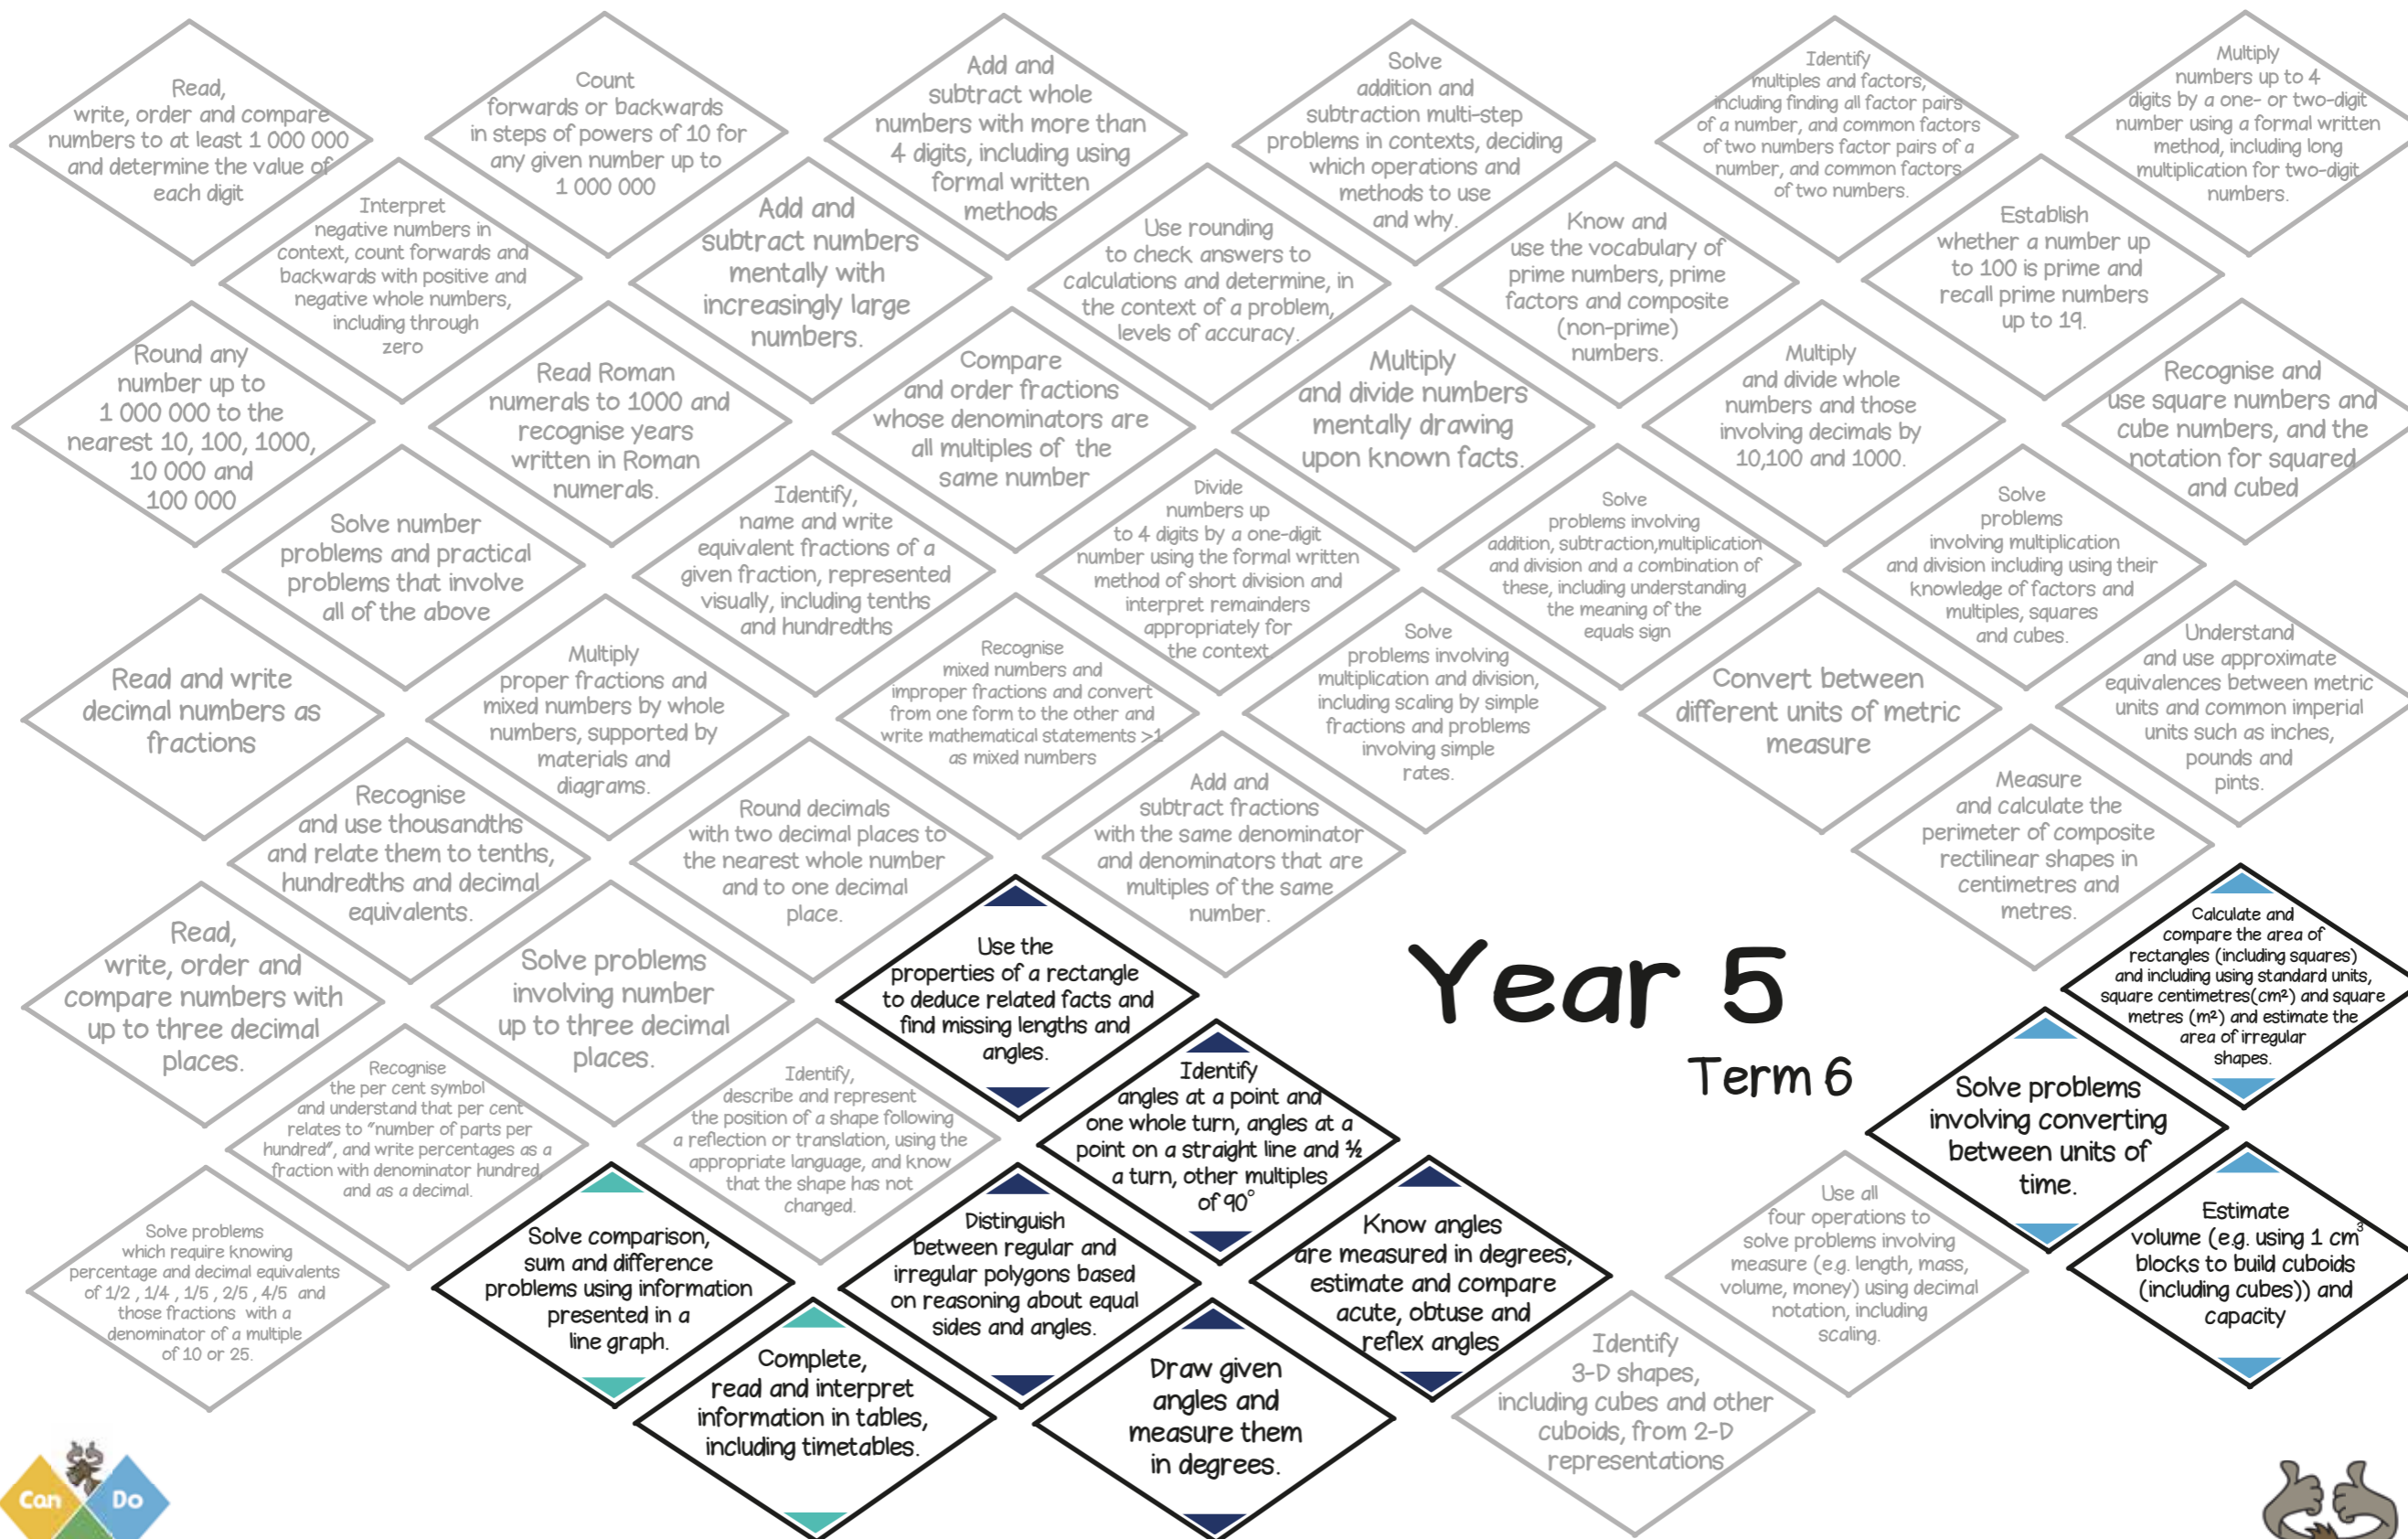 Read,
write, order and compare
numbers to at least 1 000 000
and determine the value of
each digit
Count
forwards or backwards
in steps of powers of 10 for
any given number up to
1 000 000
Add and
subtract whole
numbers with more than
4 digits, including using
formal written
methods
Solve
addition and
subtraction multi-step
problems in contexts, deciding
which operations and
methods to use
and why.
Identify
multiples and factors,
including finding all factor pairs
of a number, and common factors
of two numbers factor pairs of a
number, and common factors
of two numbers.
Multiply
numbers up to 4
digits by a one- or two-digit
number using a formal written
method, including long
multiplication for two-digit
numbers.
Interpret
negative numbers in
context, count forwards and
backwards with positive and
negative whole numbers,
including through
zero
Add and
subtract numbers
mentally with
increasingly large
numbers.
Use rounding
to check answers to
calculations and determine, in
the context of a problem,
levels of accuracy.
Know and
use the vocabulary of
prime numbers, prime
factors and composite
(non-prime)
numbers.
Establish
whether a number up
to 100 is prime and
recall prime numbers
up to 19.
Round any
number up to
1 000 000 to the
nearest 10, 100, 1000,
10 000 and
100 000
Read Roman
numerals to 1000 and
recognise years
written in Roman
numerals.
Compare
and order fractions
whose denominators are
all multiples of the
same number
Multiply
and divide numbers
mentally drawing
upon known facts.
Multiply
and divide whole
numbers and those
involving decimals by
10,100 and 1000.
Recognise and
use square numbers and
cube numbers, and the
notation for squared
and cubed
Solve number
problems and practical
problems that involve
all of the above
Identify,
name and write
equivalent fractions of a
given fraction, represented
visually, including tenths
and hundredths
Divide
numbers up
to 4 digits by a one-digit
number using the formal written
method of short division and
interpret remainders
appropriately for
the context
Solve
problems involving
addition, subtraction,multiplication
and division and a combination of
these, including understanding
the meaning of the
equals sign
Solve
problems
involving multiplication
and division including using their
knowledge of factors and
multiples, squares
and cubes.
Read and write
decimal numbers as
fractions
Multiply
proper fractions and
mixed numbers by whole
numbers, supported by
materials and
diagrams.
Recognise
mixed numbers and
improper fractions and convert
from one form to the other and
write mathematical statements >1
as mixed numbers
Solve
problems involving
multiplication and division,
including scaling by simple
fractions and problems
involving simple
rates.
Convert between
different units of metric
measure
Understand
and use approximate
equivalences between metric
units and common imperial
units such as inches,
pounds and
pints.
Recognise
and use thousandths
and relate them to tenths,
hundredths and decimal
equivalents.
Round decimals
with two decimal places to
the nearest whole number
and to one decimal
place.
Add and
subtract fractions
with the same denominator
and denominators that are
multiples of the same
number.
Measure
and calculate the
perimeter of composite
rectilinear shapes in
centimetres and
metres.
Read,
write, order and
compare numbers with
up to three decimal
places.
Solve problems
involving number
up to three decimal
places.
Use the
properties of a rectangle
to deduce related facts and
find missing lengths and
angles.
Year 5
Term 6
Calculate and
compare the area of
rectangles (including squares)
and including using standard units,
square centimetres(cm²) and square
metres (m²) and estimate the
area of irregular
shapes.
Recognise
the per cent symbol
and understand that per cent
relates to "number of parts per
hundred", and write percentages as a
fraction with denominator hundred,
and as a decimal.
Identify,
describe and represent
the position of a shape following
a reflection or translation, using the
appropriate language, and know
that the shape has not
changed.
Identify
angles at a point and
one whole turn, angles at a
point on a straight line and ½
a turn, other multiples
of 90°
Solve problems
involving converting
between units of
time.
Solve problems
which require knowing
percentage and decimal equivalents
of 1/2 , 1/4 , 1/5 , 2/5 , 4/5 and
those fractions with a
denominator of a multiple
of 10 or 25.
Solve comparison,
sum and difference
problems using information
presented in a
line graph.
Distinguish
between regular and
irregular polygons based
on reasoning about equal
sides and angles.
Know angles
are measured in degrees,
estimate and compare
acute, obtuse and
reflex angles
Use all
four operations to
solve problems involving
measure (e.g. length, mass,
volume, money) using decimal
notation, including
scaling.
Estimate
volume (e.g. using 1 cm³
blocks to build cuboids
(including cubes)) and
capacity
Complete,
read and interpret
information in tables,
including timetables.
Draw given
angles and
measure them
in degrees.
Identify
3-D shapes,
including cubes and other
cuboids, from 2-D
representations
Can Do